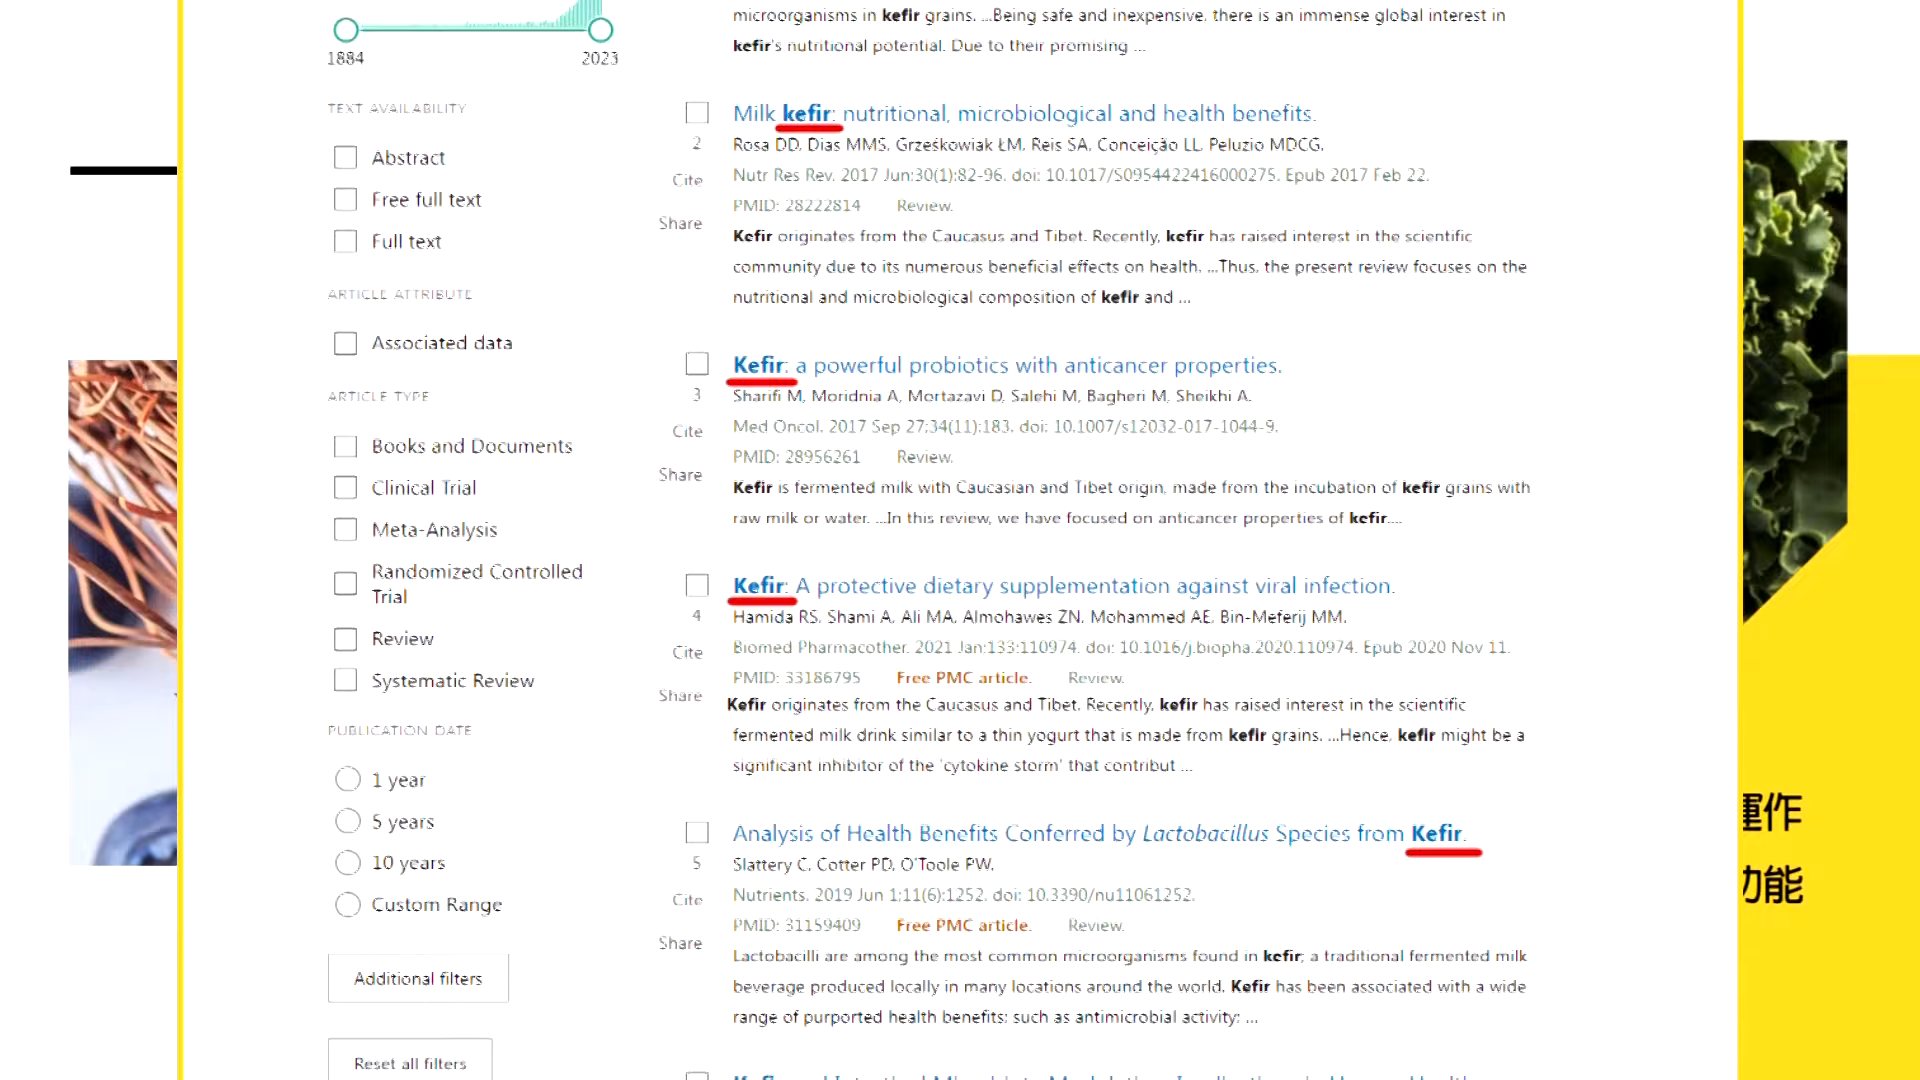 microorganisms in kefir grains. ...Being safe and inexpensive, there is an immense global interest in
kefir's nutritional potential. Due to their promising ...
1884
2023
TEXT AVAILABILITY
Abstract
Free full text
Full text
ARTICLE ATTRIBUTE
Associated data
ARTICLE TYPE
Books and Documents
Clinical Trial
Meta-Analysis
Randomized Controlled
Trial
Review
Systematic Review
PUBLICATION DATE
1 year
5 years
10 years
Custom Range
Additional filters
Reset all filters
Milk kefir: nutritional, microbiological and health benefits.
2
Rosa DD, Dias MMS, Grześkowiak ŁM, Reis SA, Conceição LL, Peluzio MDCG.
Cite
Nutr Res Rev. 2017 Jun;30(1):82-96. doi: 10.1017/S0954422416000275. Epub 2017 Feb 22.
PMID: 28222814 Review.
Share
Kefir originates from the Caucasus and Tibet. Recently, kefir has raised interest in the scientific
community due to its numerous beneficial effects on health. ...Thus, the present review focuses on the
nutritional and microbiological composition of kefir and ...
Kefir: a powerful probiotics with anticancer properties.
3
Sharifi M, Moridnia A, Mortazavi D, Salehi M, Bagheri M, Sheikhi A.
Cite
Med Oncol. 2017 Sep 27;34(11):183. doi: 10.1007/s12032-017-1044-9.
PMID: 28956261 Review.
Share
Kefir is fermented milk with Caucasian and Tibet origin, made from the incubation of kefir grains with
raw milk or water. ...In this review, we have focused on anticancer properties of kefir....
Kefir: A protective dietary supplementation against viral infection.
4
Hamida RS, Shami A, Ali MA, Almohawes ZN, Mohammed AE, Bin-Meferij MM.
Cite
Biomed Pharmacother. 2021 Jan;133:110974. doi: 10.1016/j.biopha.2020.110974. Epub 2020 Nov 11.
PMID: 33186795 Free PMC article. Review.
Share
Kefir originates from the Caucasus and Tibet. Recently, kefir has raised interest in the scientific
fermented milk drink similar to a thin yogurt that is made from kefir grains. ...Hence, kefir might be a
significant inhibitor of the 'cytokine storm' that contribut ...
Analysis of Health Benefits Conferred by Lactobacillus Species from Kefir.
5
Slattery C, Cotter PD, O'Toole PW.
Cite
Nutrients. 2019 Jun 1;11(6):1252. doi: 10.3390/nu11061252.
PMID: 31159409 Free PMC article. Review.
Share
Lactobacilli are among the most common microorganisms found in kefir; a traditional fermented milk
beverage produced locally in many locations around the world. Kefir has been associated with a wide
range of purported health benefits; such as antimicrobial activity; ...
運作
功能